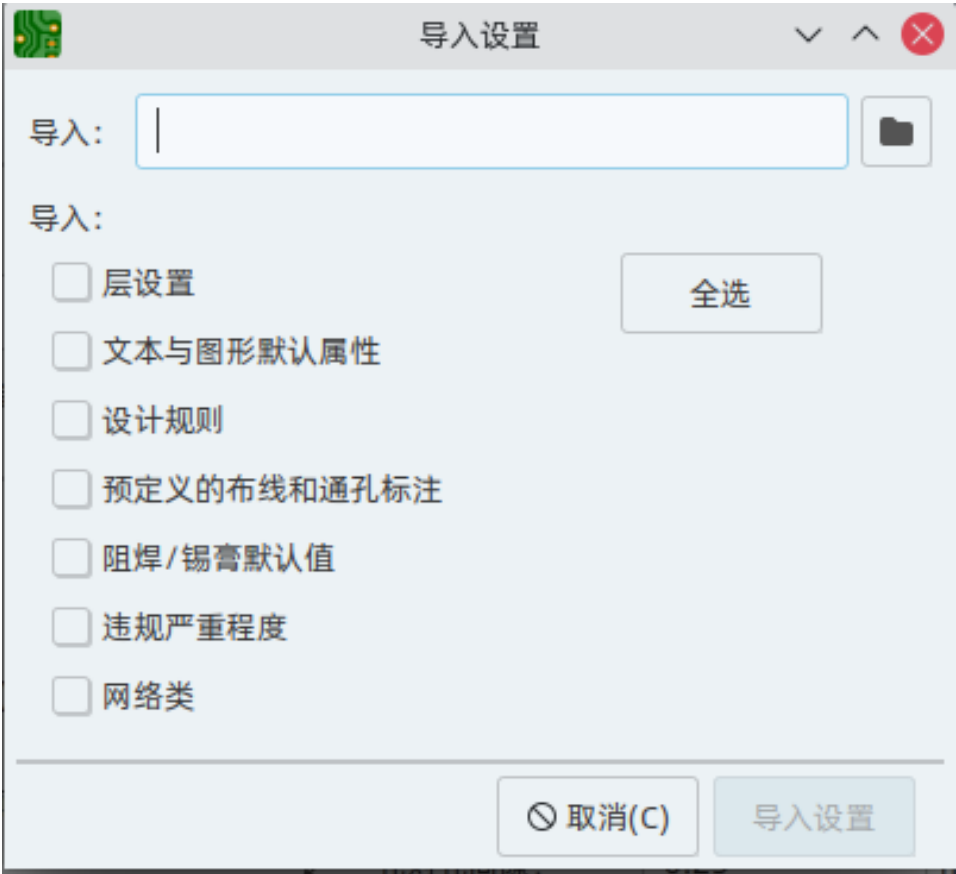 导入设置
导入:
导入:
层设置
全选
文本与图形默认属性
设计规则
预定义的布线和通孔标注
阻焊/锡膏默认值
违规严重程度
网络类
取消(C)
导入设置